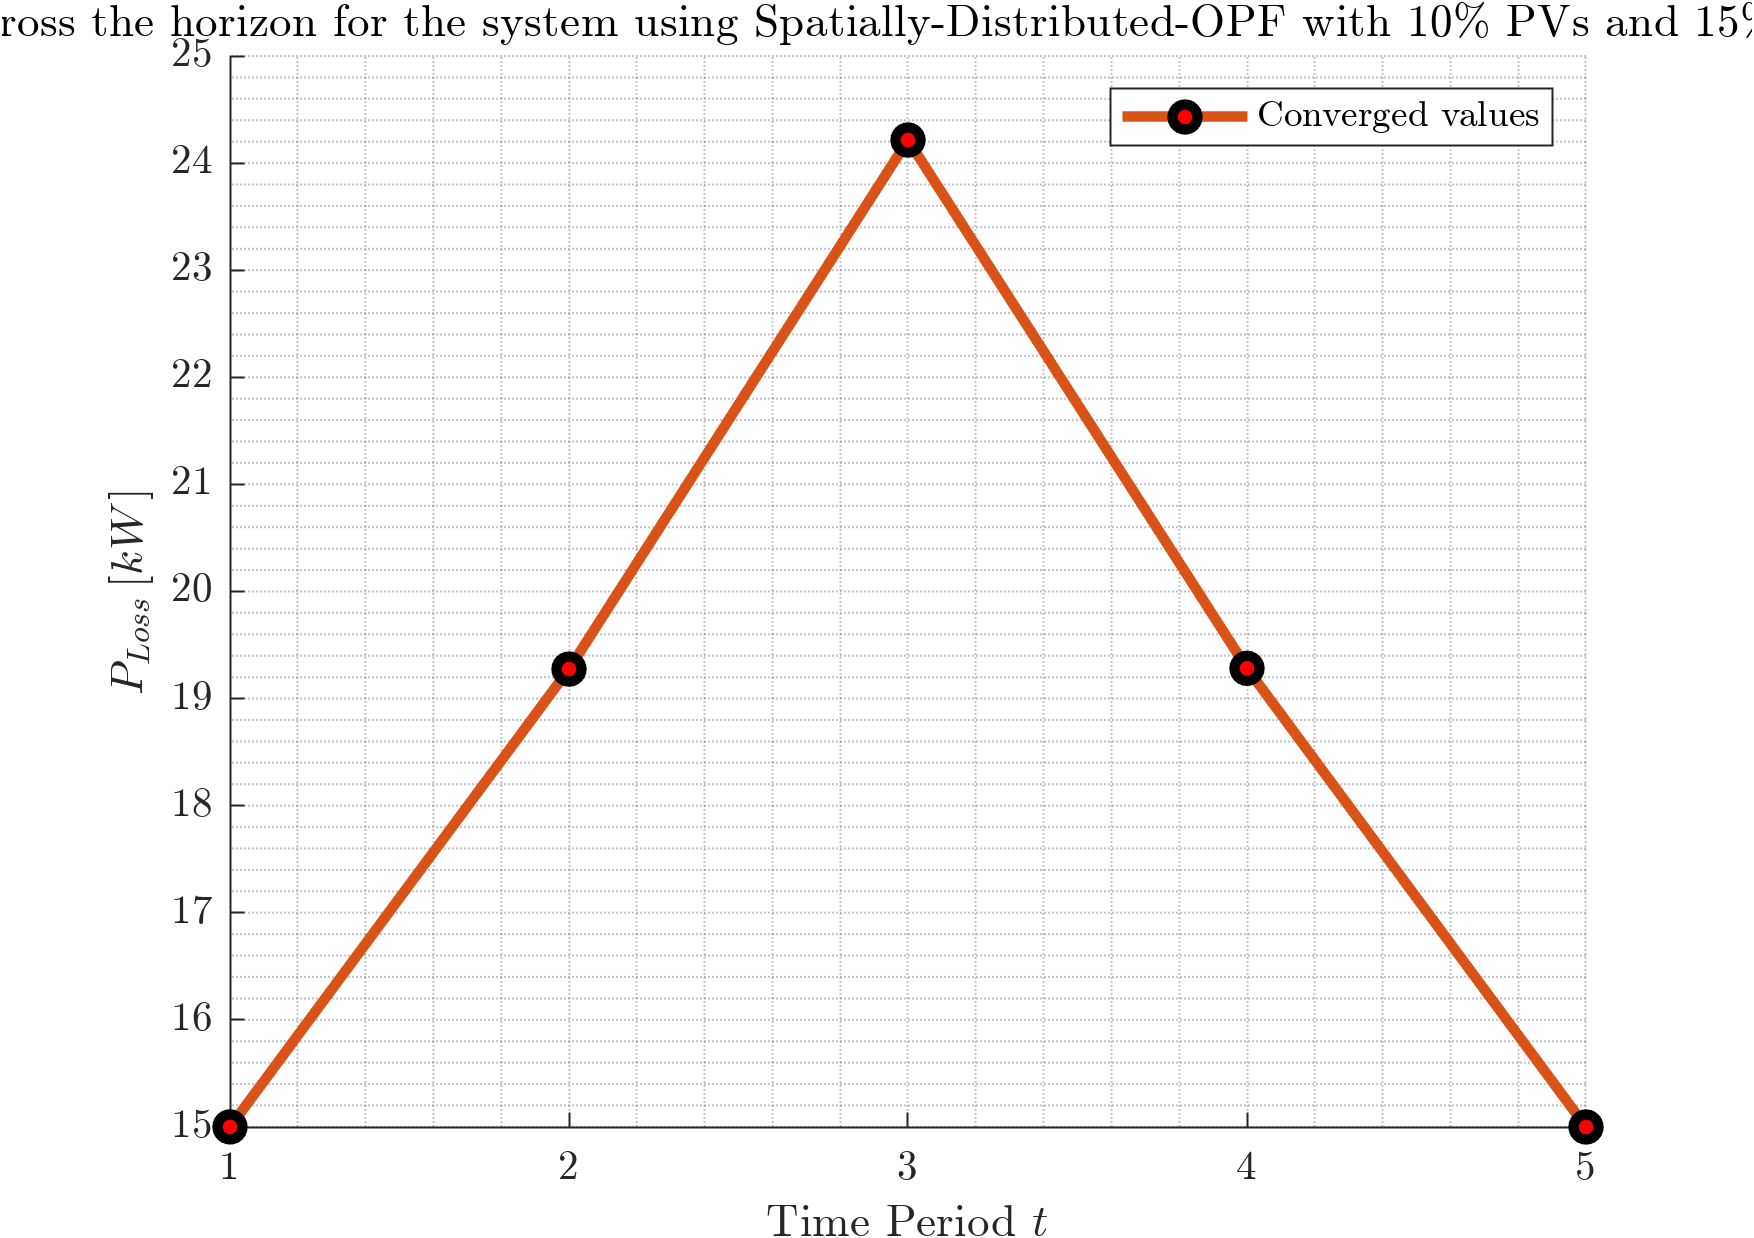 ross the horizon for the system using Spatially-Distributed-OPF with 10% PVs and 15%
25
Converged values
24
23
22
21
20
19
18
17
16
15
P_Loss [kW]
1 2 3 4 5
Time Period t